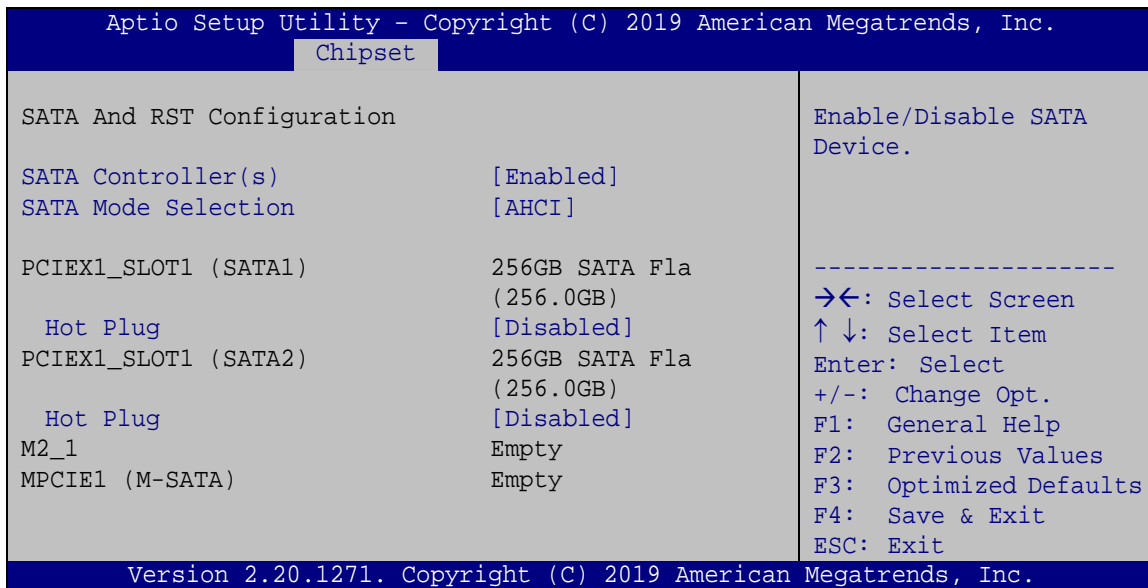 Aptio Setup Utility – Copyright (C) 2019 American Megatrends, Inc.
Chipset
SATA And RST Configuration
SATA Controller(s) [Enabled]
SATA Mode Selection [AHCI]
PCIEX1_SLOT1 (SATA1) 256GB SATA Fla
(256.0GB)
Hot Plug [Disabled]
PCIEX1_SLOT1 (SATA2) 256GB SATA Fla
(256.0GB)
Hot Plug [Disabled]
M2_1 Empty
MPCIE1 (M-SATA) Empty
Enable/Disable SATA
Device.
---------------------
→←: Select Screen
↑ ↓: Select Item
Enter: Select
+/-: Change Opt.
F1: General Help
F2: Previous Values
F3: Optimized Defaults
F4: Save & Exit
ESC: Exit
Version 2.20.1271. Copyright (C) 2019 American Megatrends, Inc.